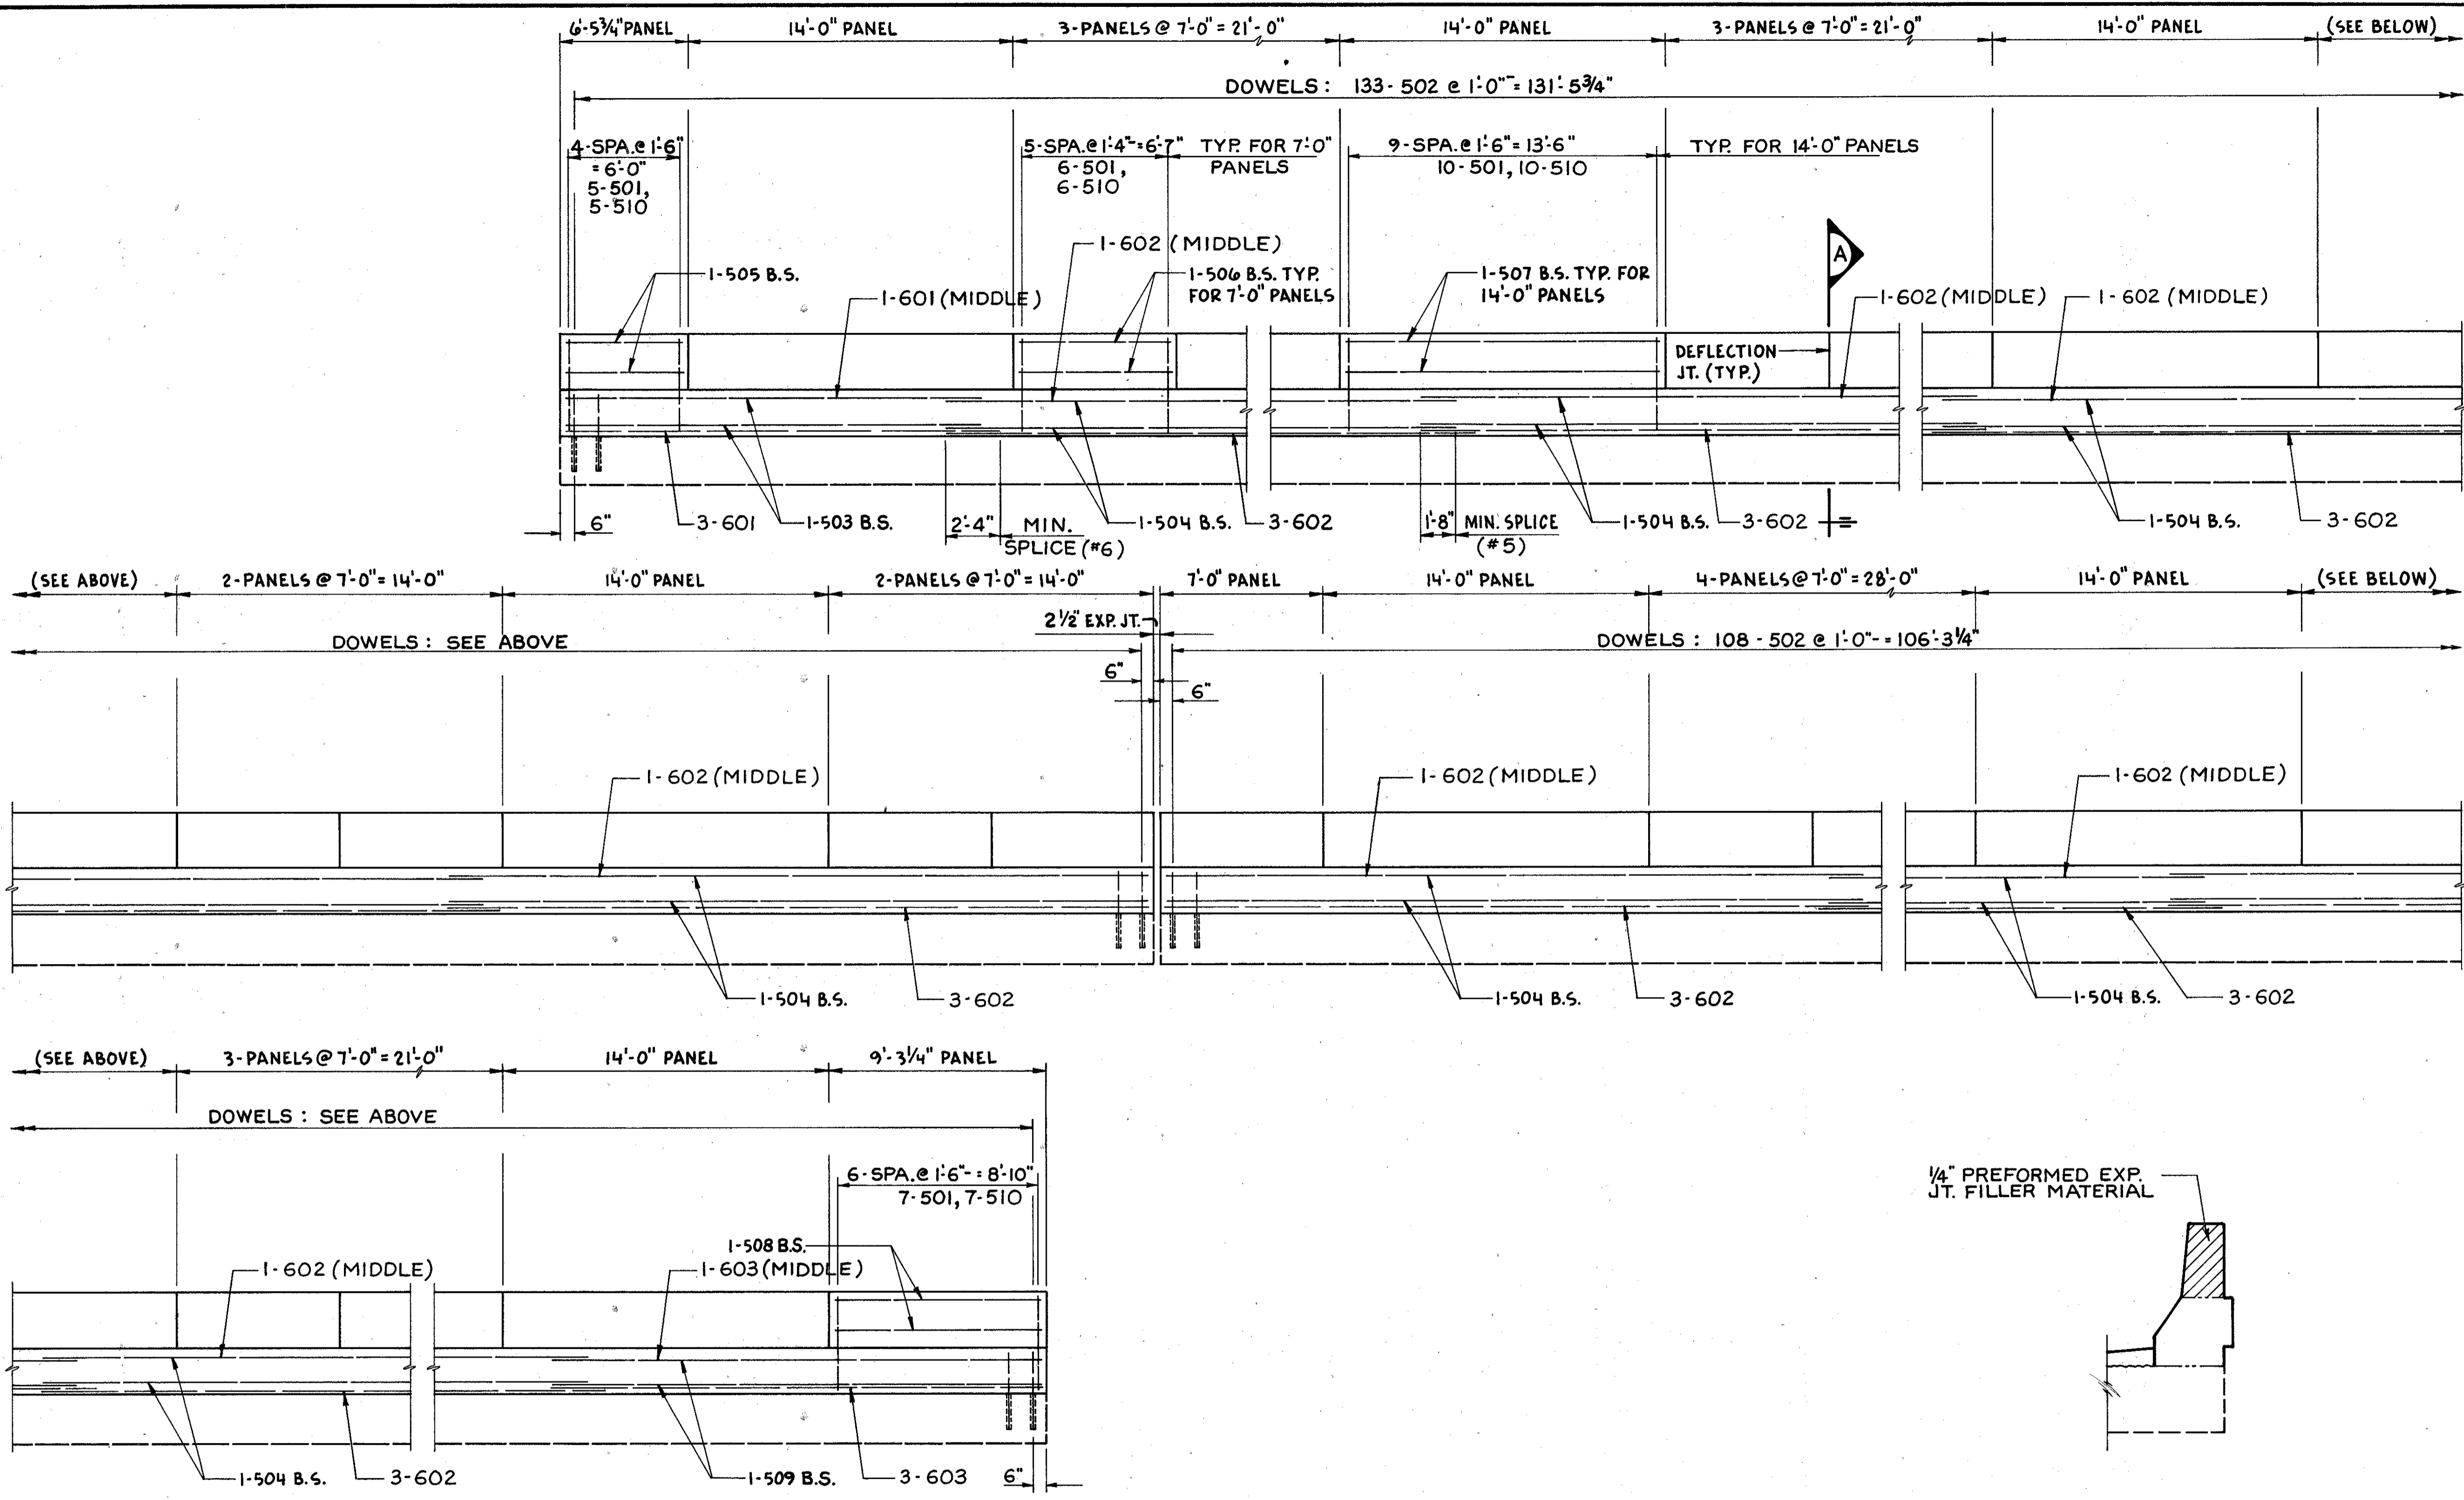 6'-5 3/4" PANEL
14'-0" PANEL
3-PANELS @ 7'-0" = 21'-0"
14'-0" PANEL
3-PANELS @ 7'-0" = 21'-0"
14'-0" PANEL
(SEE BELOW)
DOWELS : 133-502 @ 1'-0"- = 131'-5 3/4"
4-SPA. @ 1'-6"
= 6'-0"
5-501,
5-510
5-SPA. @ 1'-4"- = 6'-7"
6-501,
6-510
TYP. FOR 7'-0"
PANELS
9-SPA. @ 1'-6" = 13'-6"
10-501, 10-510
TYP. FOR 14'-0" PANELS
1-505 B.S.
1-601 (MIDDLE)
1-602 (MIDDLE)
1-506 B.S. TYP.
FOR 7'-0" PANELS
1-507 B.S. TYP. FOR
14'-0" PANELS
A
1-602 (MIDDLE)
1-602 (MIDDLE)
DEFLECTION
JT. (TYP.)
6"
3-601
1-503 B.S.
2'-4" MIN.
SPLICE (#6)
1-504 B.S.
3-602
1'-8" MIN. SPLICE
(#5)
1-504 B.S.
3-602
1-504 B.S.
3-602
(SEE ABOVE)
2-PANELS @ 7'-0" = 14'-0"
14'-0" PANEL
2-PANELS @ 7'-0" = 14'-0"
7'-0" PANEL
14'-0" PANEL
4-PANELS @ 7'-0" = 28'-0"
14'-0" PANEL
(SEE BELOW)
2 1/2" EXP. JT.
DOWELS : SEE ABOVE
DOWELS : 108-502 @ 1'-0"- = 106'-3 1/4"
6"
6"
1-602 (MIDDLE)
1-602 (MIDDLE)
1-602 (MIDDLE)
1-504 B.S.
3-602
1-504 B.S.
3-602
1-504 B.S.
3-602
(SEE ABOVE)
3-PANELS @ 7'-0" = 21'-0"
14'-0" PANEL
9'-3 1/4" PANEL
DOWELS : SEE ABOVE
6-SPA. @ 1'-6"- = 8'-10"
7-501, 7-510
1-508 B.S.
1-602 (MIDDLE)
1-603 (MIDDLE)
1-504 B.S.
3-602
1-509 B.S.
3-603
6"
1/4" PREFORMED EXP.
JT. FILLER MATERIAL